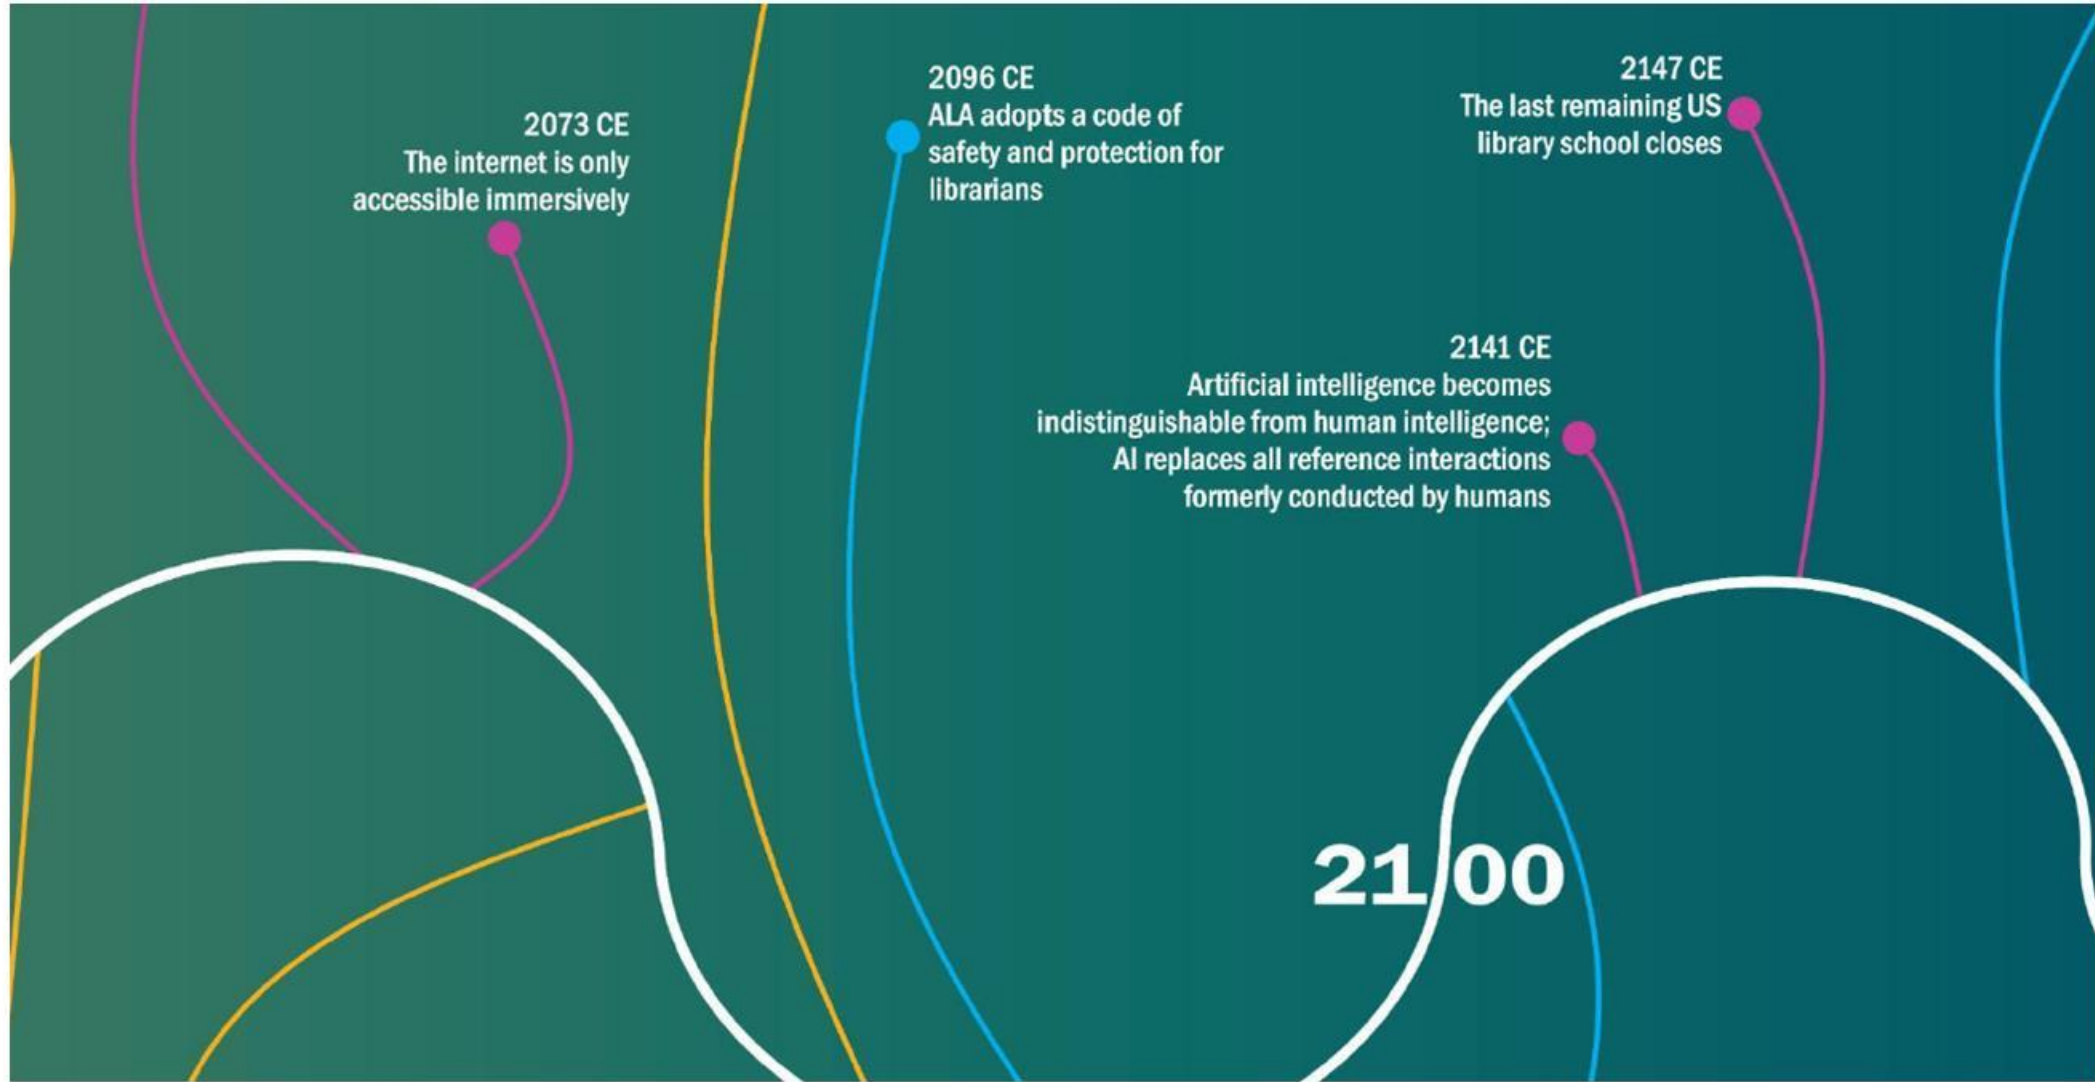 2073 CE
The internet is only
accessible immersively
2096 CE
ALA adopts a code of
safety and protection for
librarians
2141 CE
Artificial intelligence becomes
indistinguishable from human intelligence;
AI replaces all reference interactions
formerly conducted by humans
2147 CE
The last remaining US
library school closes
2100